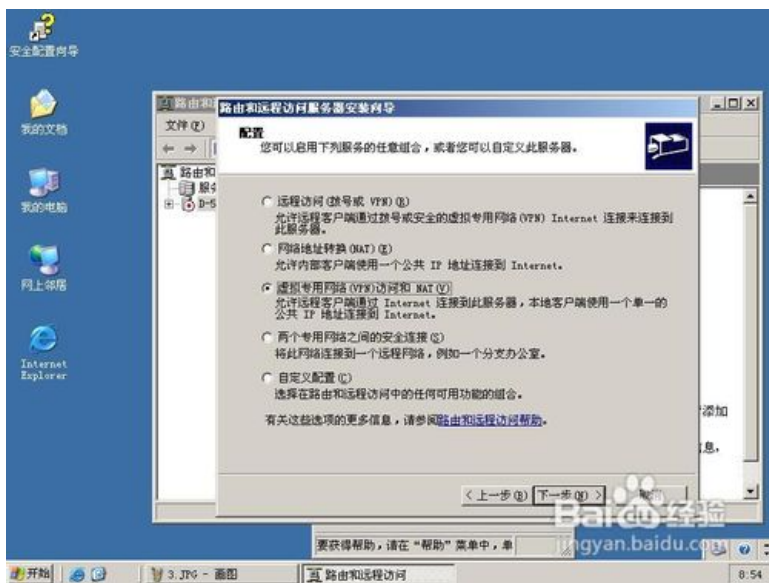 安全配置向导
我的文档
我的电脑
网上邻居
Internet
Explorer
路由和
路由和远程访问服务器安装向导
文件(F)
配置
您可以启用下列服务的任意组合，或者您可以自定义此服务器。
路由和
服务
D-5
远程访问(拨号或 VPN)(R)
允许远程客户端通过拨号或安全的虚拟专用网络(VPN) Internet 连接来连接到
此服务器。
网络地址转换(NAT)(E)
允许内部客户端使用一个公共 IP 地址连接到 Internet。
虚拟专用网络(VPN)访问和 NAT(V)
允许远程客户端通过 Internet 连接到此服务器，本地客户端使用一个单一的
公共 IP 地址连接到 Internet。
两个专用网络之间的安全连接(S)
将此网络连接到一个远程网络，例如一个分支办公室。
自定义配置(C)
选择在路由和远程访问中的任何可用功能的组合。
有关这些选项的更多信息，请参阅路由和远程访问帮助。
添加
息，
< 上一步(B)
下一步(N) >
取消
Baidu经验
jingyan.baidu.com
要获得帮助，请在“帮助”菜单中，单
开始
3.JPG - 画图
路由和远程访问
8:54